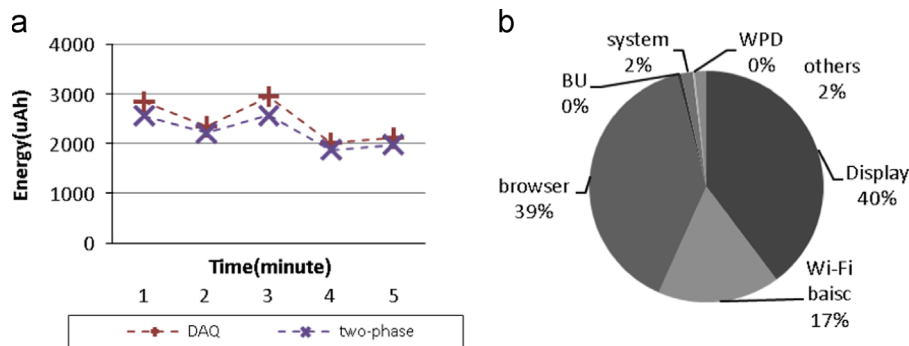 a
4000
3000
2000
1000
0
Energy(uAh)
Time(minute)
1 2 3 4 5
DAQ two-phase
b
system
2%
WPD
0%
others
2%
BU
0%
Display
40%
browser
39%
Wi-Fi
baisc
17%